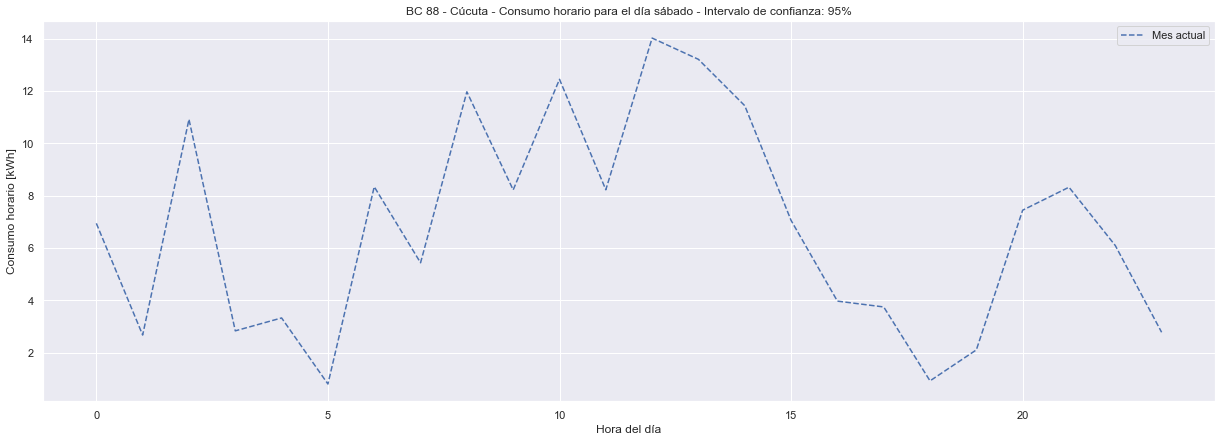 BC 88 - Cúcuta - Consumo horario para el día sábado - Intervalo de confianza: 95%
Mes actual
Consumo horario [kWh]
14
12
10
8
6
4
2
0 5 10 15 20
Hora del día